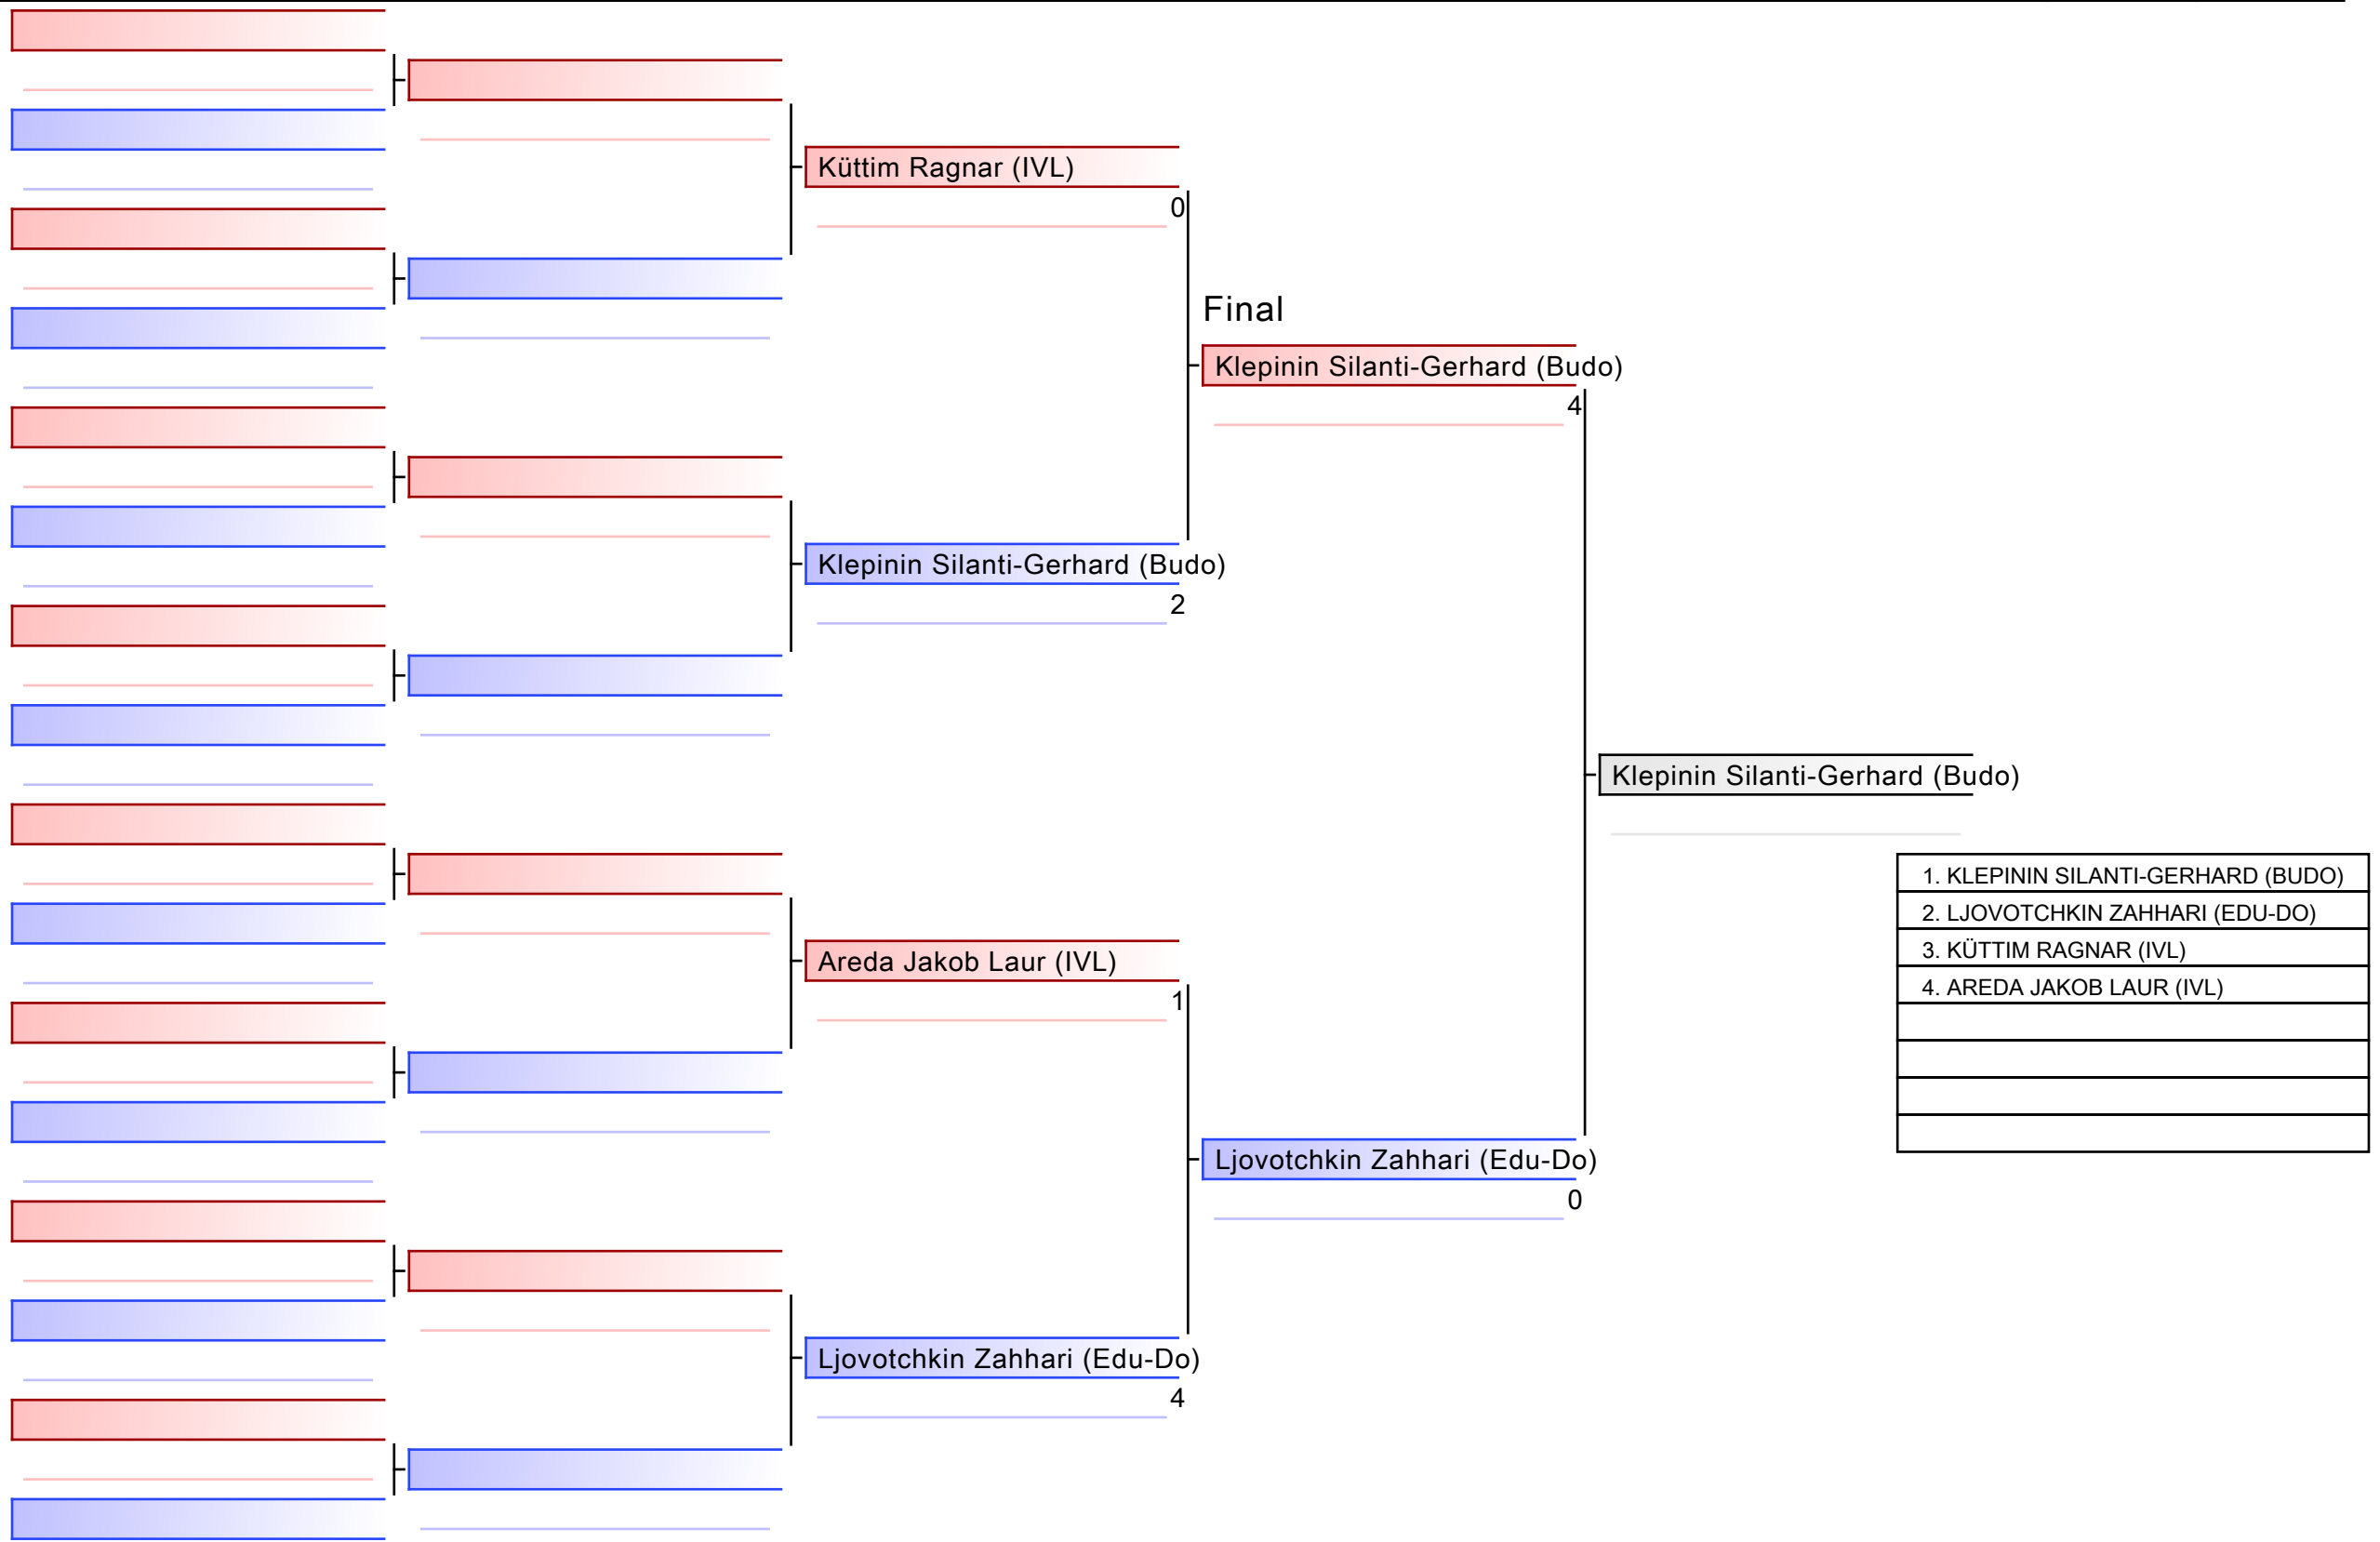 Küttim Ragnar (IVL)
0
Final
Klepinin Silanti-Gerhard (Budo)
4
Klepinin Silanti-Gerhard (Budo)
2
Klepinin Silanti-Gerhard (Budo)
1. KLEPININ SILANTI-GERHARD (BUDO)
2. LJOVOTCHKIN ZAHHARI (EDU-DO)
3. KÜTTIM RAGNAR (IVL)
4. AREDA JAKOB LAUR (IVL)
Areda Jakob Laur (IVL)
1
Ljovotchkin Zahhari (Edu-Do)
0
Ljovotchkin Zahhari (Edu-Do)
4